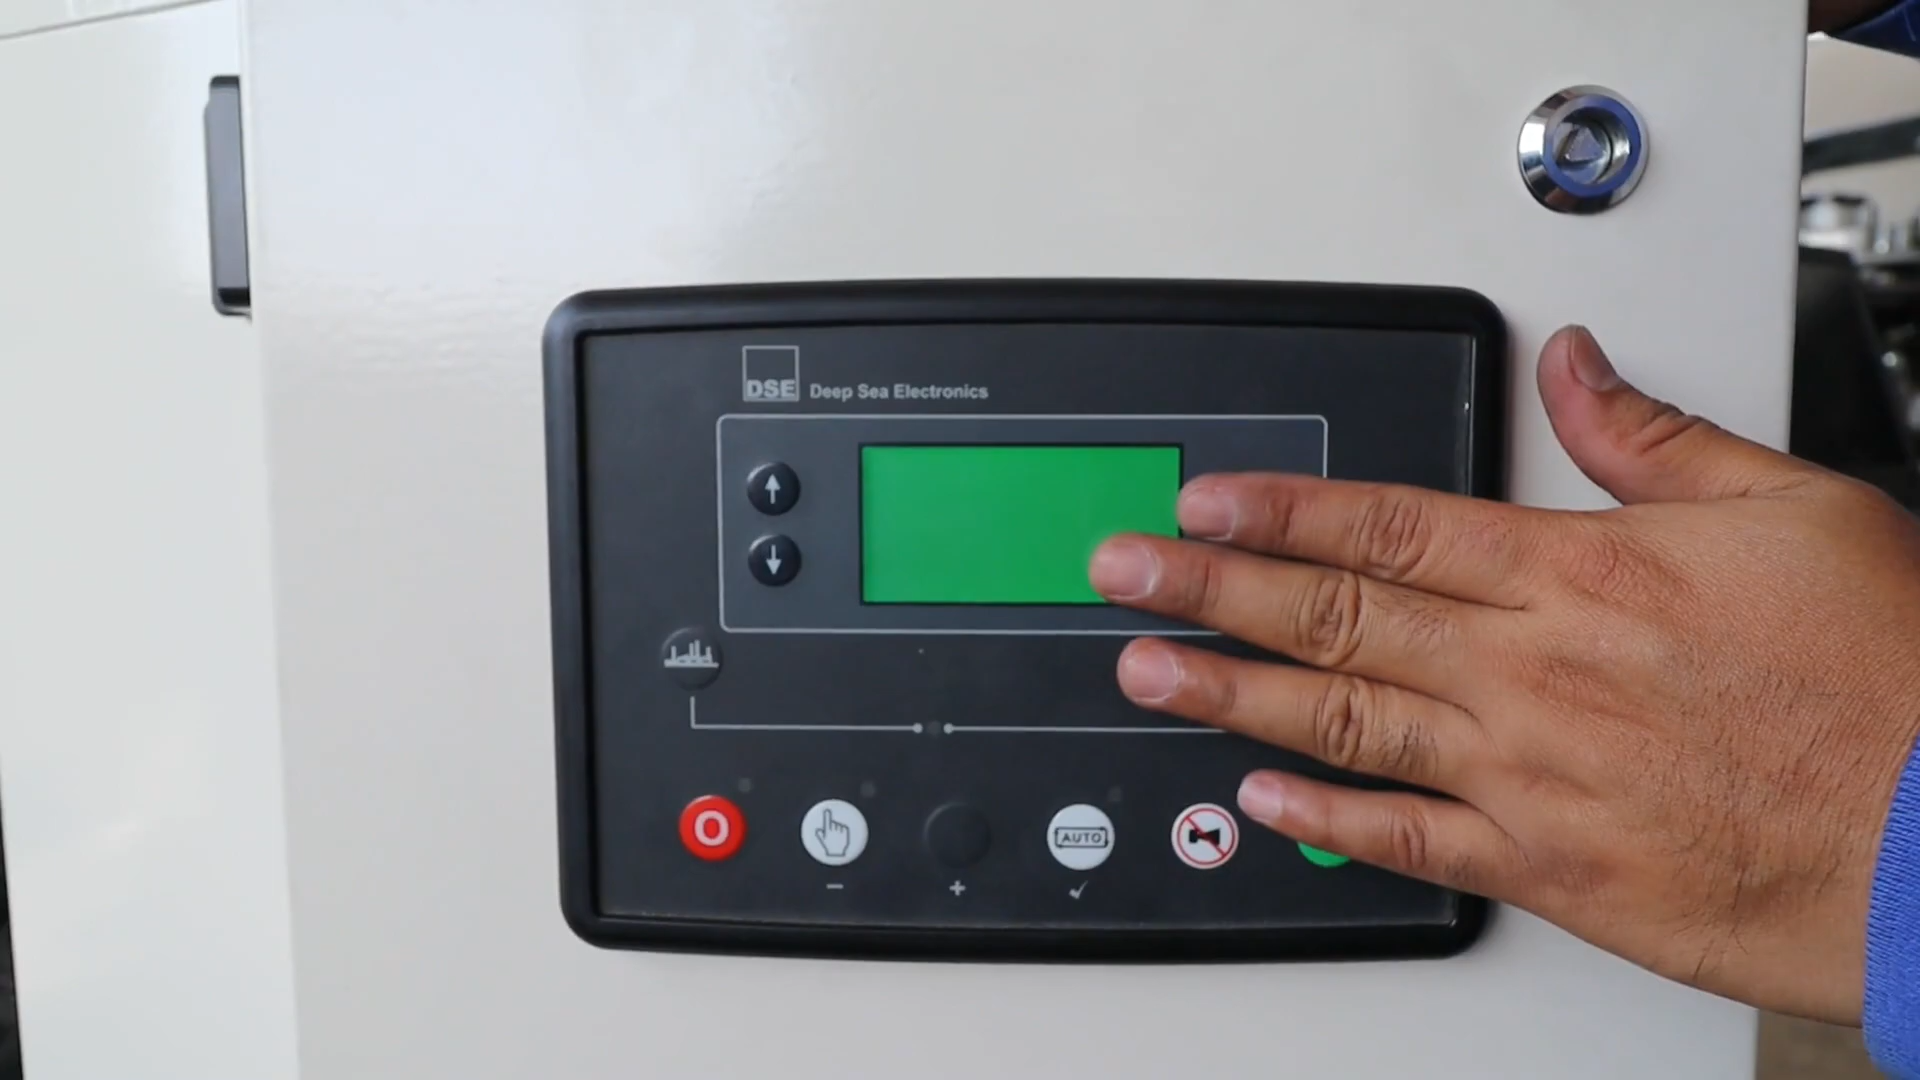 DSE Deep Sea Electronics
O
AUTO
- + ✓